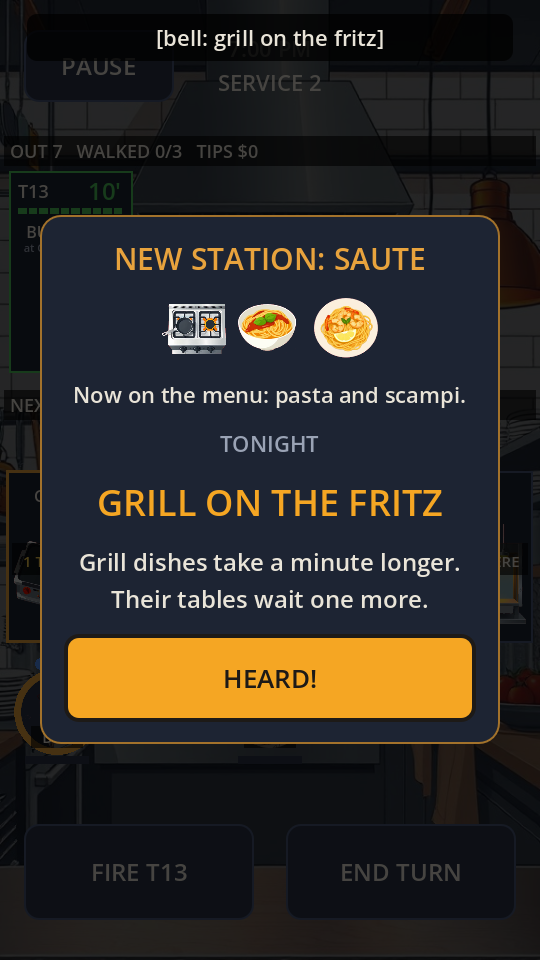 [bell: grill on the fritz]
PAUSE
SERVICE 2
OUT 7 WALKED 0/3 TIPS $0
T13 10'
NEW STATION: SAUTE
Now on the menu: pasta and scampi.
TONIGHT
GRILL ON THE FRITZ
Grill dishes take a minute longer.
Their tables wait one more.
HEARD!
FIRE T13
END TURN